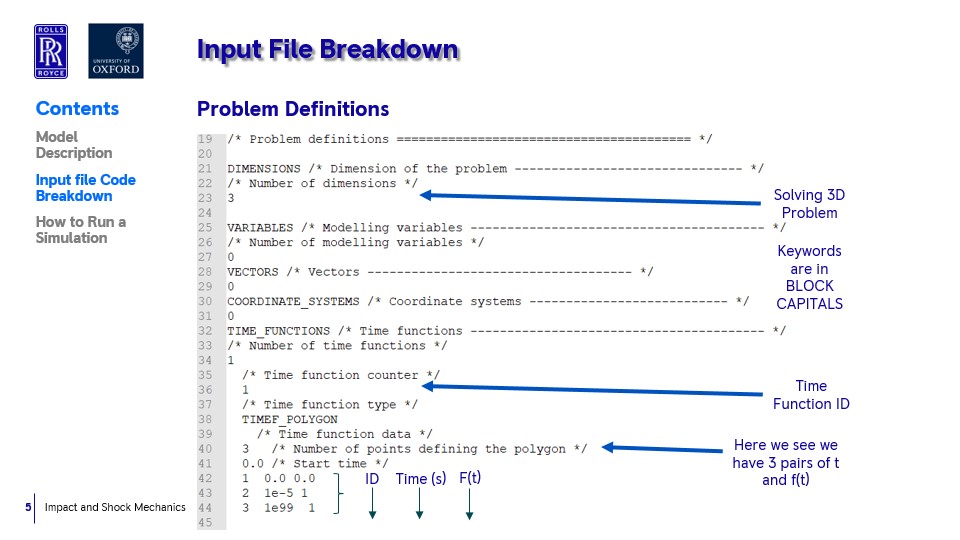 ROLLS
RR
ROYCE
UNIVERSITY OF
OXFORD
Input File Breakdown
Contents
Model
Description
Input file Code
Breakdown
How to Run a
Simulation
Problem Definitions
19 /* Problem definitions ======================================== */
20
21 DIMENSIONS /* Dimension of the problem ------------------------------- */
22 /* Number of dimensions */
23 3
24
25 VARIABLES /* Modelling variables ---------------------------------------- */
26 /* Number of modelling variables */
27 0
28 VECTORS /* Vectors ------------------------------------ */
29 0
30 COORDINATE_SYSTEMS /* Coordinate systems --------------------------- */
31 0
32 TIME_FUNCTIONS /* Time functions ---------------------------------------- */
33 /* Number of time functions */
34 1
35 /* Time function counter */
36 1
37 /* Time function type */
38 TIMEF_POLYGON
39 /* Time function data */
40 3 /* Number of points defining the polygon */
41 0.0 /* Start time */
42 1 0.0 0.0
43 2 1e-5 1
44 3 1e99 1
45
ID Time (s) F(t)
Solving 3D
Problem
Keywords
are in
BLOCK
CAPITALS
Time
Function ID
Here we see we
have 3 pairs of t
and f(t)
5 Impact and Shock Mechanics